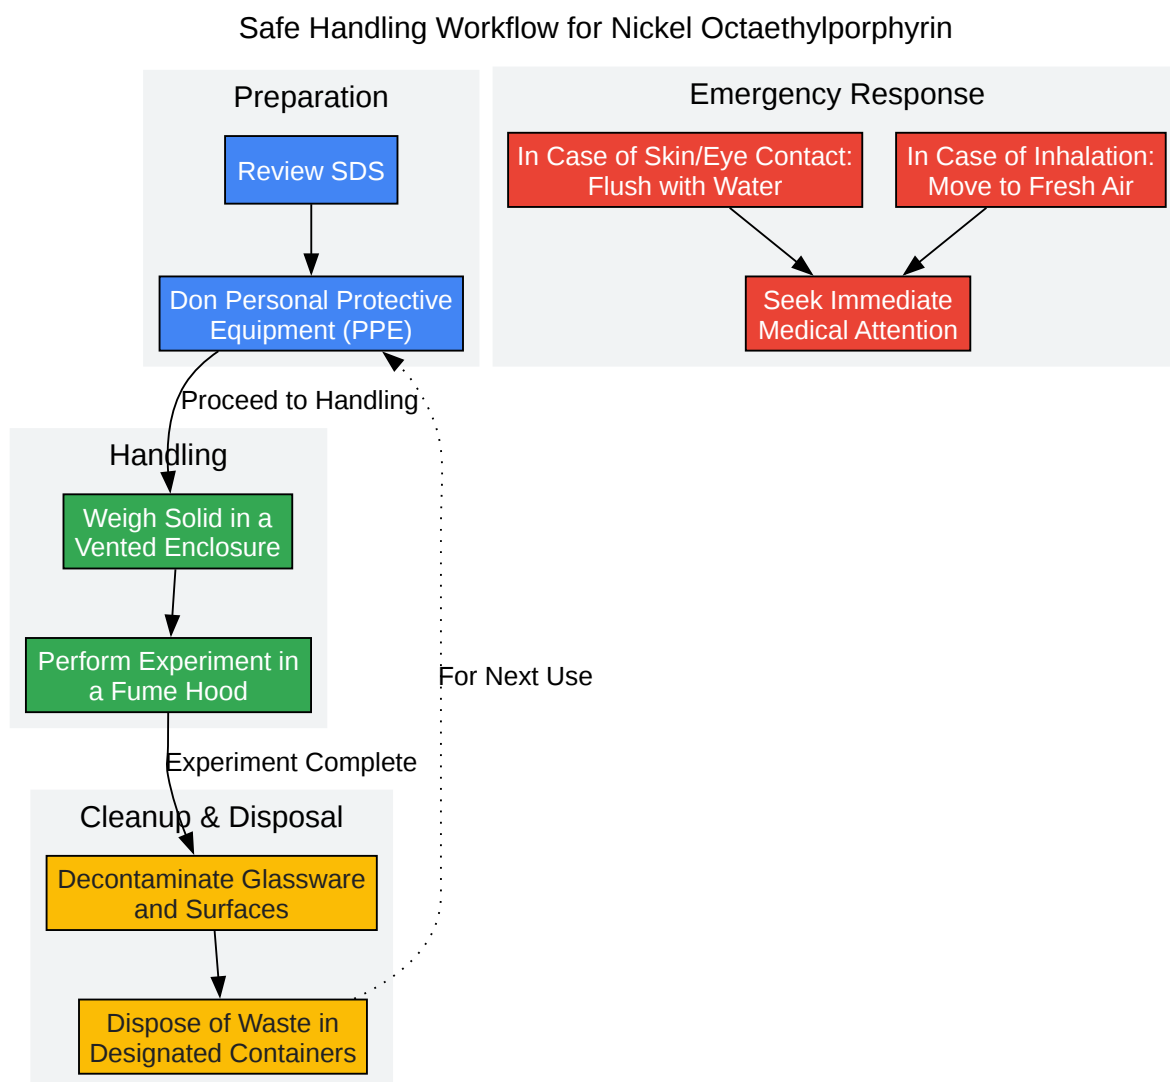 Safe Handling Workflow for Nickel Octaethylporphyrin
Preparation
Review SDS
Don Personal Protective
Equipment (PPE)
Proceed to Handling
Handling
Weigh Solid in a
Vented Enclosure
Perform Experiment in
a Fume Hood
Experiment Complete
Cleanup & Disposal
Decontaminate Glassware
and Surfaces
Dispose of Waste in
Designated Containers
For Next Use
Emergency Response
In Case of Skin/Eye Contact:
Flush with Water
In Case of Inhalation:
Move to Fresh Air
Seek Immediate
Medical Attention